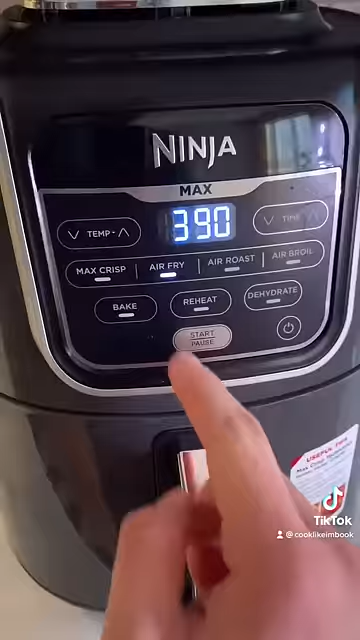 NINJA
MAX
TEMP
390
TIME
MAX CRISP
AIR FRY
AIR ROAST
AIR BROIL
BAKE
REHEAT
DEHYDRATE
START
PAUSE
USEFUL TIPS
TikTok
@cooklikeimbook